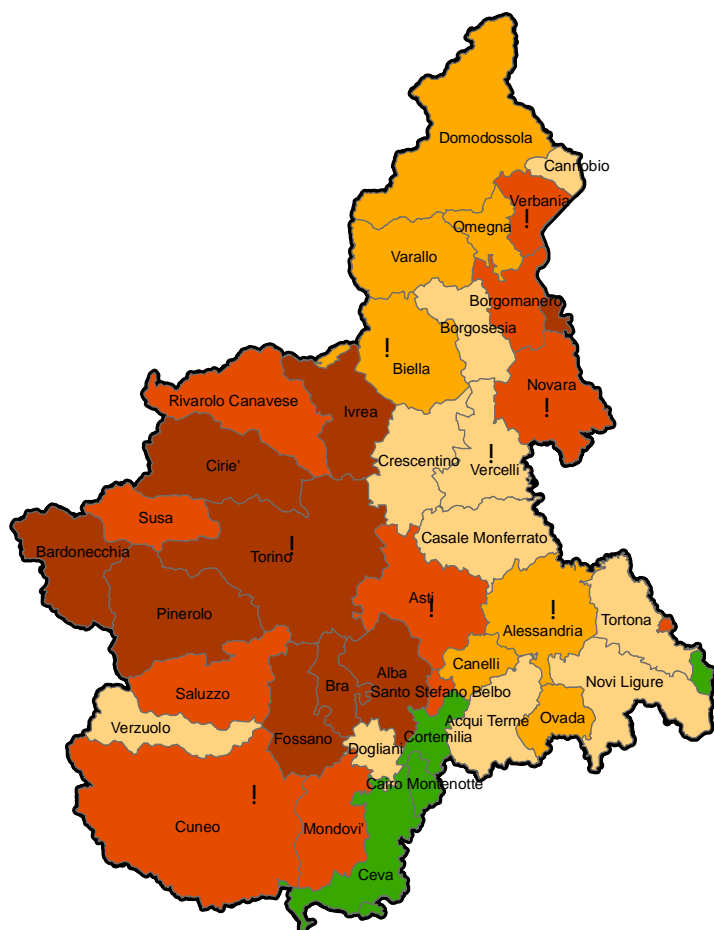 Domodossola
Cannobio
Verbania
!
Omegna
Varallo
Borgomanero
Borgosesia
!
Biella
Novara
!
Rivarolo Canavese
Ivrea
Crescentino
!
Vercelli
Cirie'
Susa
Casale Monferrato
Bardonecchia
!
Torino
Asti
!
!
Alessandria
Tortona
Pinerolo
Canelli
Alba
Bra
Santo Stefano Belbo
Novi Ligure
Saluzzo
Acqui Terme
Ovada
Verzuolo
Fossano
Dogliani
Cortemilia
Cairo Montenotte
!
Cuneo
Mondovi'
Ceva